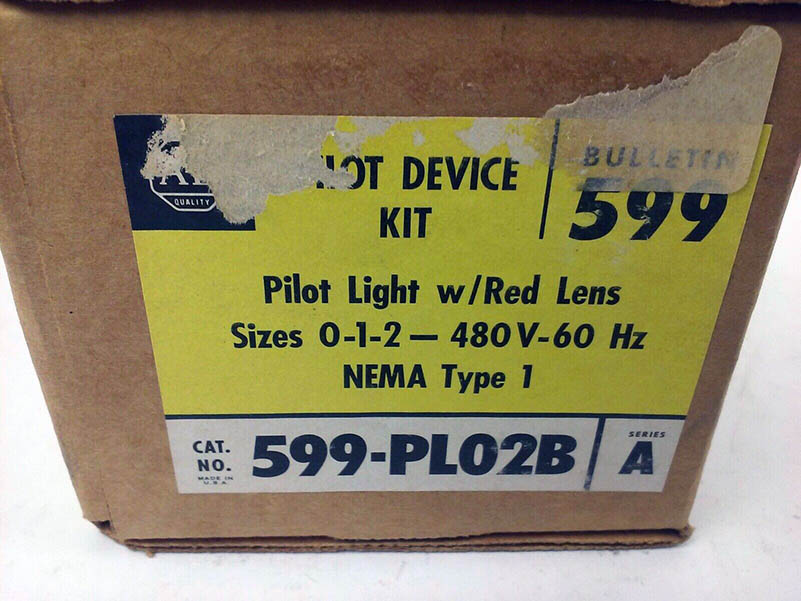 QUALITY
DEVICE
KIT
BULLETIN
599
Pilot Light w/Red Lens
Sizes 0-1-2 — 480V-60 Hz
NEMA Type 1
CAT.
NO.
MADE IN
U.S.A.
599-PL02B
SERIES
A